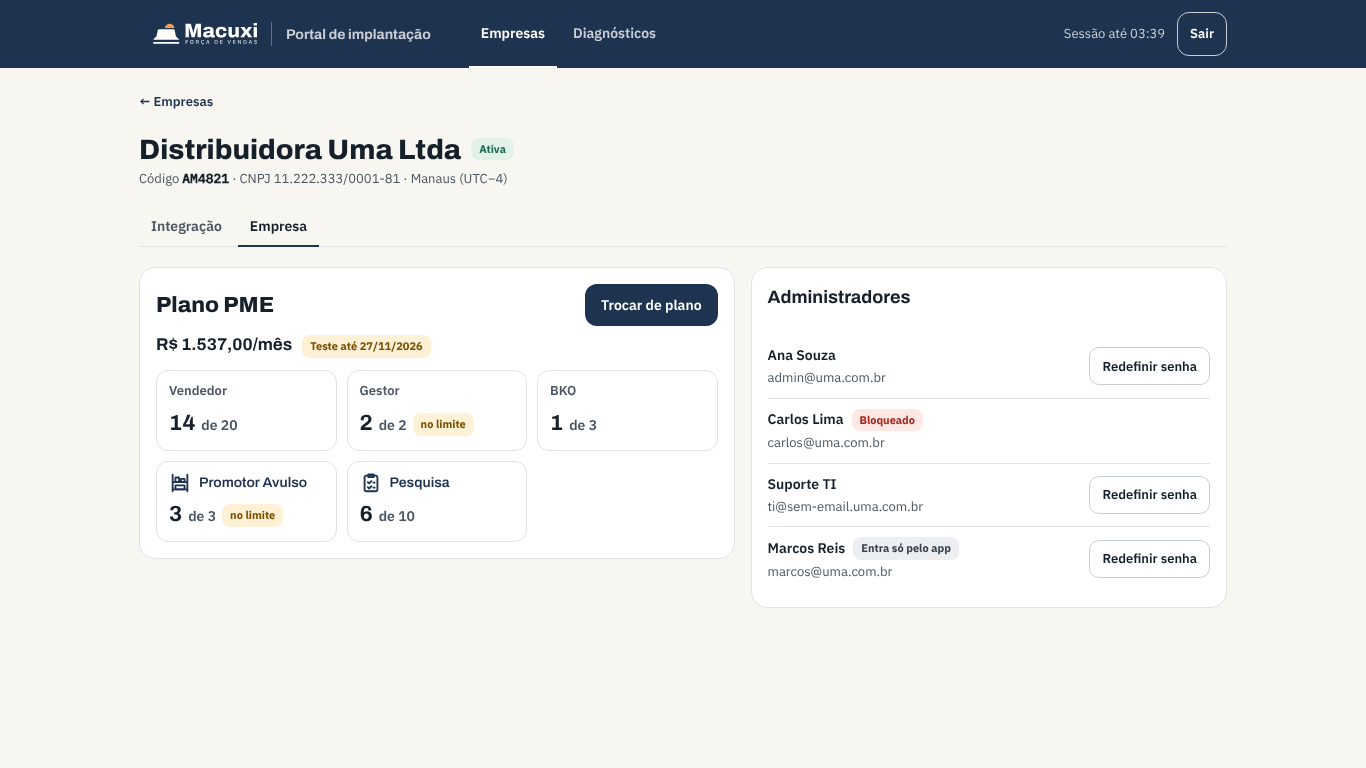 Macuxi
FORÇA DE VENDAS
Portal de implantação
Empresas
Diagnósticos
Sessão até 03:39
Sair
← Empresas
Distribuidora Uma Ltda
Ativa
Código AM4821 · CNPJ 11.222.333/0001-81 · Manaus (UTC−4)
Integração
Empresa
Plano PME
Trocar de plano
R$ 1.537,00/mês
Teste até 27/11/2026
Vendedor
14 de 20
Gestor
2 de 2 no limite
BKO
1 de 3
Promotor Avulso
3 de 3 no limite
Pesquisa
6 de 10
Administradores
Ana Souza
admin@uma.com.br
Redefinir senha
Carlos Lima Bloqueado
carlos@uma.com.br
Suporte TI
ti@sem-email.uma.com.br
Redefinir senha
Marcos Reis Entra só pelo app
marcos@uma.com.br
Redefinir senha